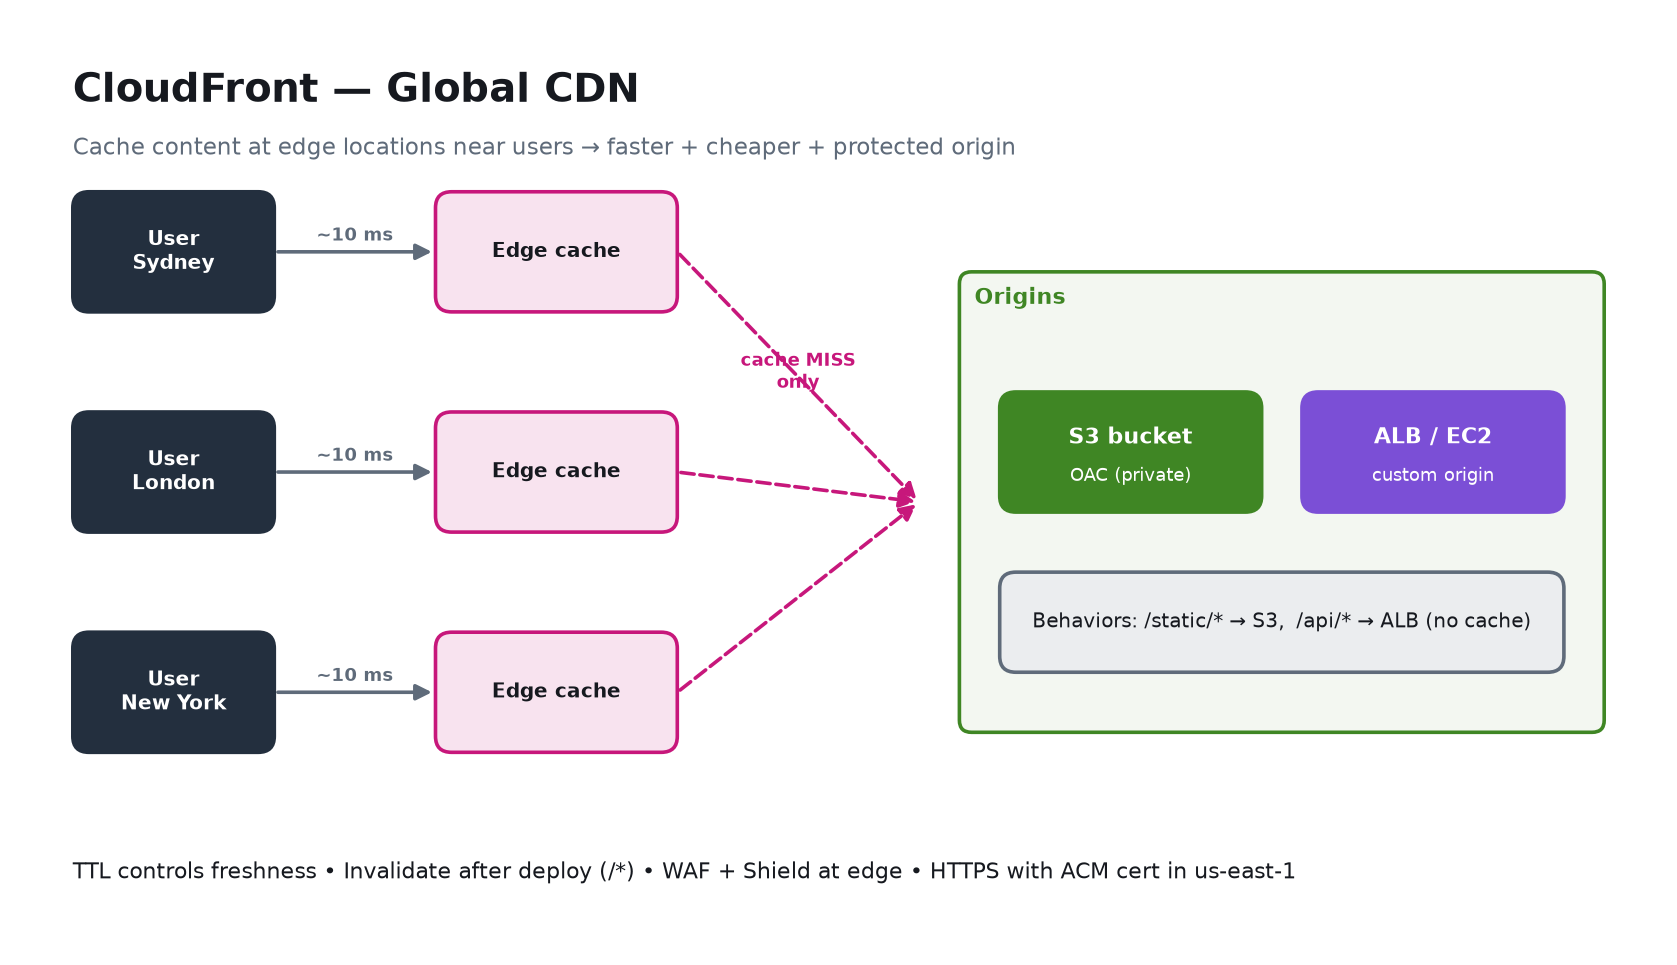 CloudFront — Global CDN
Cache content at edge locations near users → faster + cheaper + protected origin
User
Sydney
~10 ms
Edge cache
cache MISS
only
User
London
~10 ms
Edge cache
User
New York
~10 ms
Edge cache
Origins
S3 bucket
OAC (private)
ALB / EC2
custom origin
Behaviors: /static/* → S3,  /api/* → ALB (no cache)
TTL controls freshness • Invalidate after deploy (/*) • WAF + Shield at edge • HTTPS with ACM cert in us-east-1